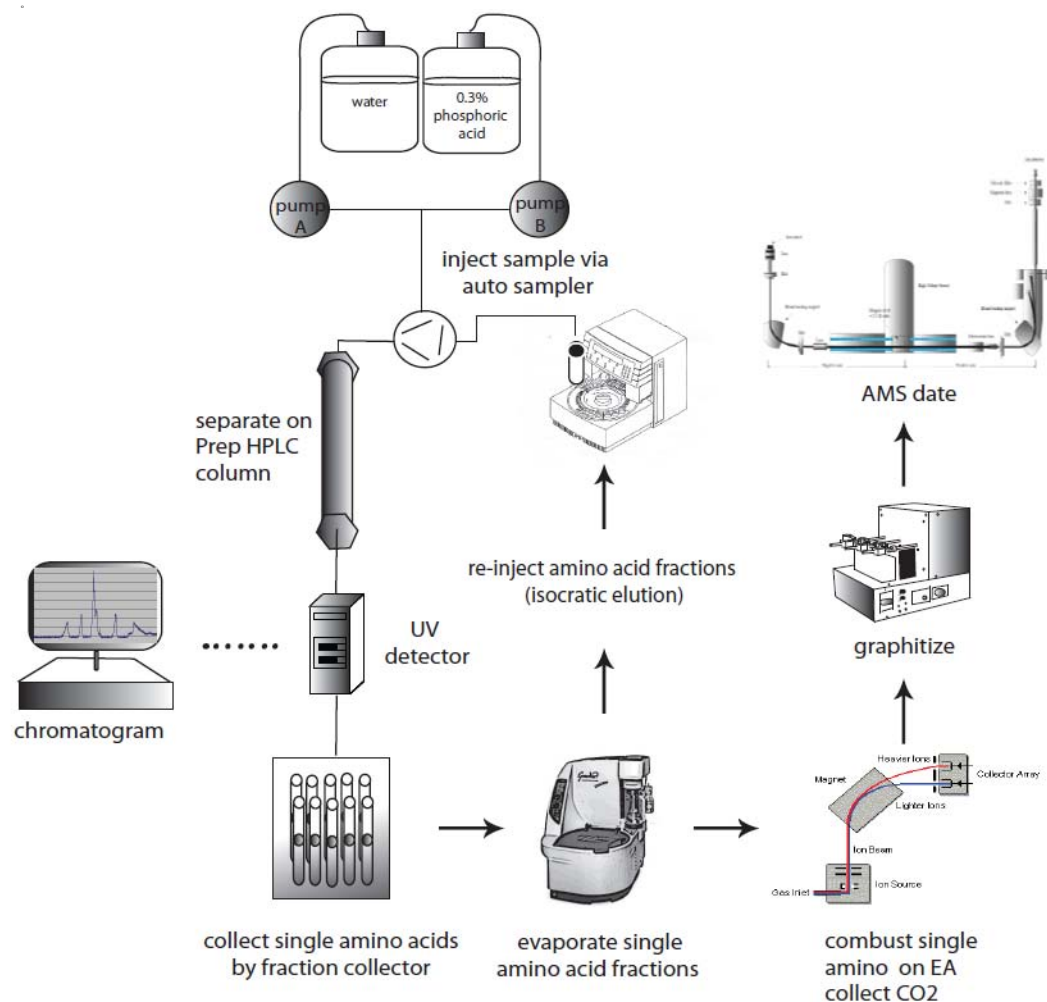 water
0.3%
phosphoric
acid
pump
A
pump
B
inject sample via
auto sampler
separate on
Prep HPLC
column
AMS date
re-inject amino acid fractions
(isocratic elution)
UV
detector
chromatogram
graphitize
Heavier Ions
Magnet
Collector Array
Lighter Ions
Ion Beam
Ion Source
Gas Inlet
collect single amino acids
by fraction collector
evaporate single
amino acid fractions
combust single
amino on EA
collect CO2